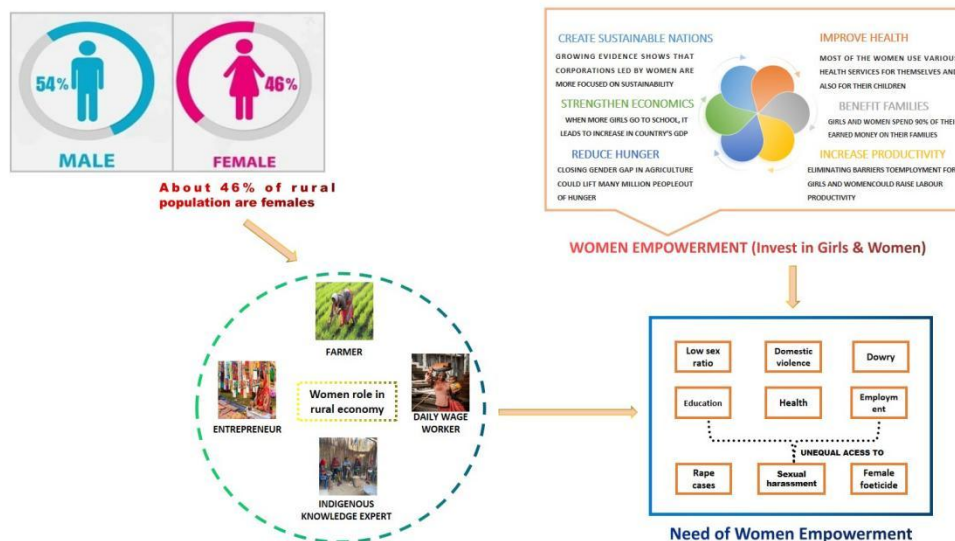 54%
MALE
46%
FEMALE
About 46% of rural
population are females
CREATE SUSTAINABLE NATIONS
GROWING EVIDENCE SHOWS THAT
CORPORATIONS LED BY WOMEN ARE
MORE FOCUSED ON SUSTAINABILITY
STRENGTHEN ECONOMICS
WHEN MORE GIRLS GO TO SCHOOL, IT
LEADS TO INCREASE IN COUNTRY'S GDP
REDUCE HUNGER
CLOSING GENDER GAP IN AGRICULTURE
COULD LIFT MANY MILLION PEOPLEOUT
OF HUNGER
IMPROVE HEALTH
MOST OF THE WOMEN USE VARIOUS
HEALTH SERVICES FOR THEMSELVES AND
ALSO FOR THEIR CHILDREN
BENEFIT FAMILIES
GIRLS AND WOMEN SPEND 90% OF THEIR
EARNED MONEY ON THEIR FAMILIES
INCREASE PRODUCTIVITY
ELIMINATING BARRIERS TOEMPLOYMENT FOR
GIRLS AND WOMENCOULD RAISE LABOUR
PRODUCTIVITY
WOMEN EMPOWERMENT (Invest in Girls & Women)
FARMER
ENTREPRENEUR
Women role in
rural economy
DAILY WAGE
WORKER
INDIGENOUS
KNOWLEDGE EXPERT
Low sex
ratio
Domestic
violence
Dowry
Education
Health
Employm
ent
UNEQUAL ACESS TO
Rape
cases
Sexual
harassment
Female
foeticide
Need of Women Empowerment